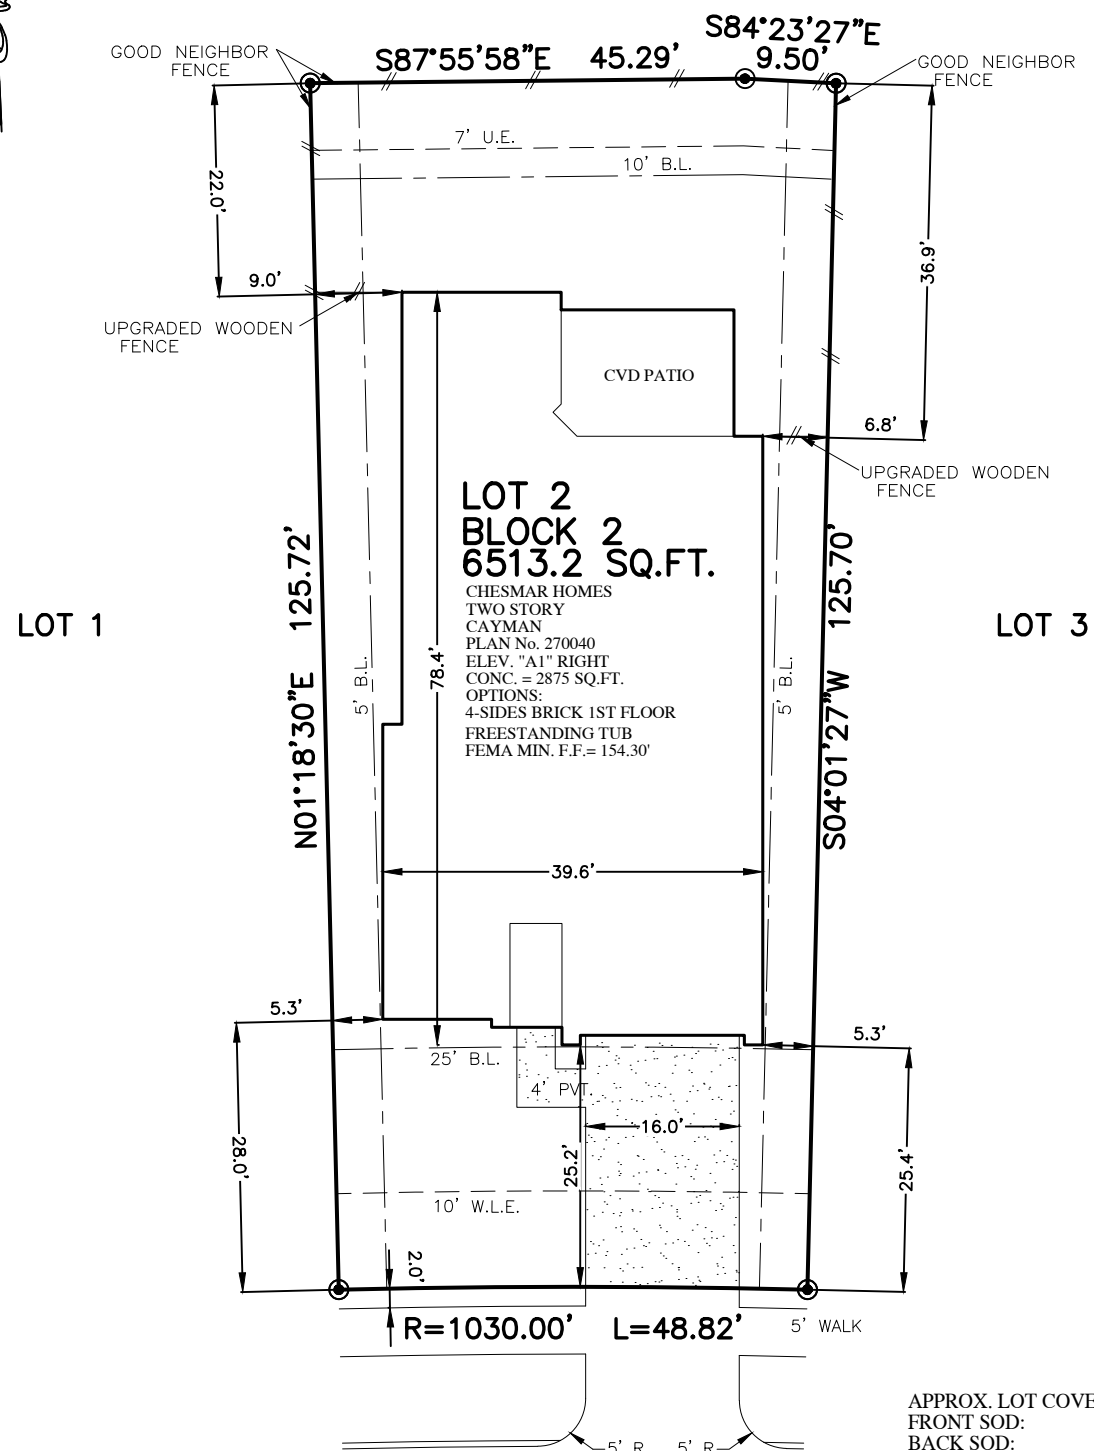 S84°23'27"E
9.50'
S87°55'58"E 45.29'
GOOD NEIGHBOR
FENCE
GOOD NEIGHBOR
FENCE
7' U.E.
10' B.L.
22.0'
36.9'
9.0'
UPGRADED WOODEN
FENCE
CVD PATIO
6.8'
UPGRADED WOODEN
FENCE
LOT 2
BLOCK 2
6513.2 SQ.FT.
CHESMAR HOMES
TWO STORY
CAYMAN
PLAN No. 270040
ELEV. "A1" RIGHT
CONC. = 2875 SQ.FT.
OPTIONS:
4-SIDES BRICK 1ST FLOOR
FREESTANDING TUB
FEMA MIN. F.F.= 154.30'
LOT 1
LOT 3
N01°18'30"E 125.72'
S04°01'27"W 125.70'
5' B.L.
5' B.L.
78.4'
39.6'
5.3'
5.3'
25' B.L.
4' PVT.
16.0'
28.0'
25.2'
25.4'
10' W.L.E.
2.0'
R=1030.00' L=48.82'
5' WALK
5' R 5' R
APPROX. LOT COVE
FRONT SOD:
BACK SOD: